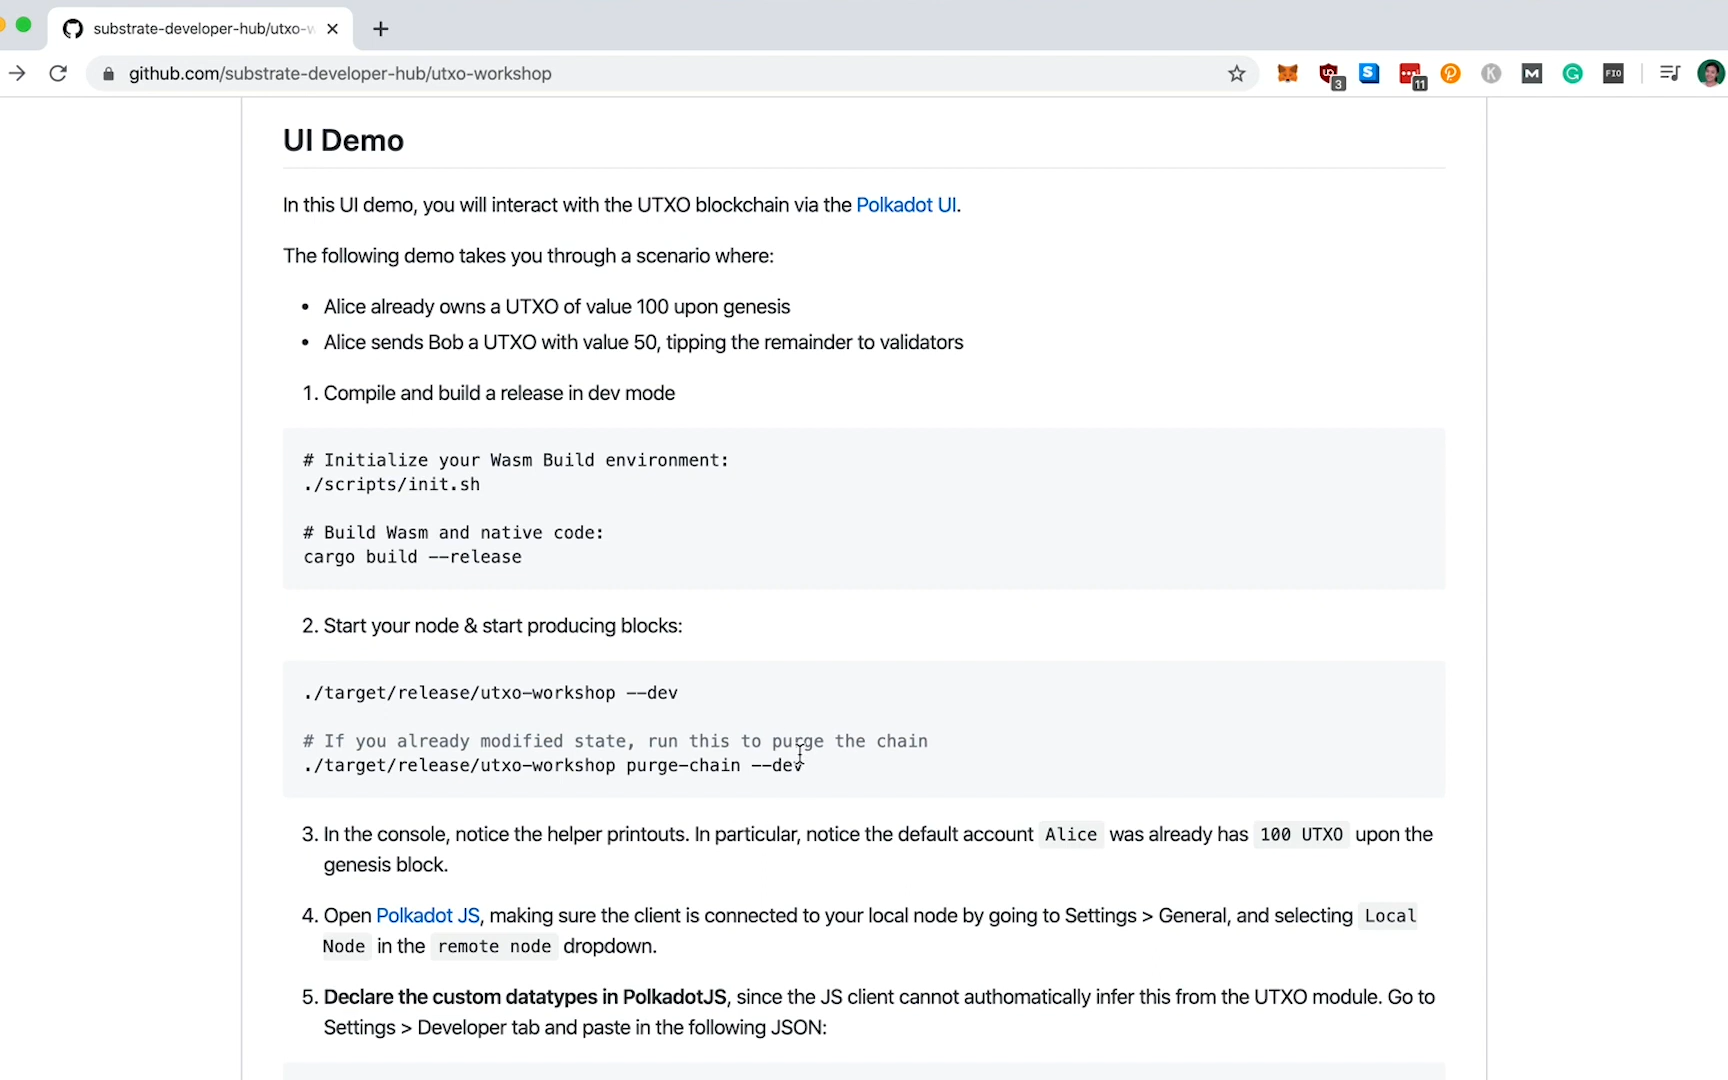 substrate-developer-hub/utxo-w
github.com/substrate-developer-hub/utxo-workshop
3
S
11
K
M
G
FIO
UI Demo
In this UI demo, you will interact with the UTXO blockchain via the Polkadot UI.
The following demo takes you through a scenario where:
• Alice already owns a UTXO of value 100 upon genesis
• Alice sends Bob a UTXO with value 50, tipping the remainder to validators
1. Compile and build a release in dev mode
# Initialize your Wasm Build environment:
./scripts/init.sh
# Build Wasm and native code:
cargo build --release
2. Start your node & start producing blocks:
./target/release/utxo-workshop --dev
# If you already modified state, run this to purge the chain
./target/release/utxo-workshop purge-chain --dev
3. In the console, notice the helper printouts. In particular, notice the default account Alice was already has 100 UTXO upon the
genesis block.
4. Open Polkadot JS, making sure the client is connected to your local node by going to Settings > General, and selecting Local
Node in the remote node dropdown.
5. Declare the custom datatypes in PolkadotJS, since the JS client cannot authomatically infer this from the UTXO module. Go to
Settings > Developer tab and paste in the following JSON: